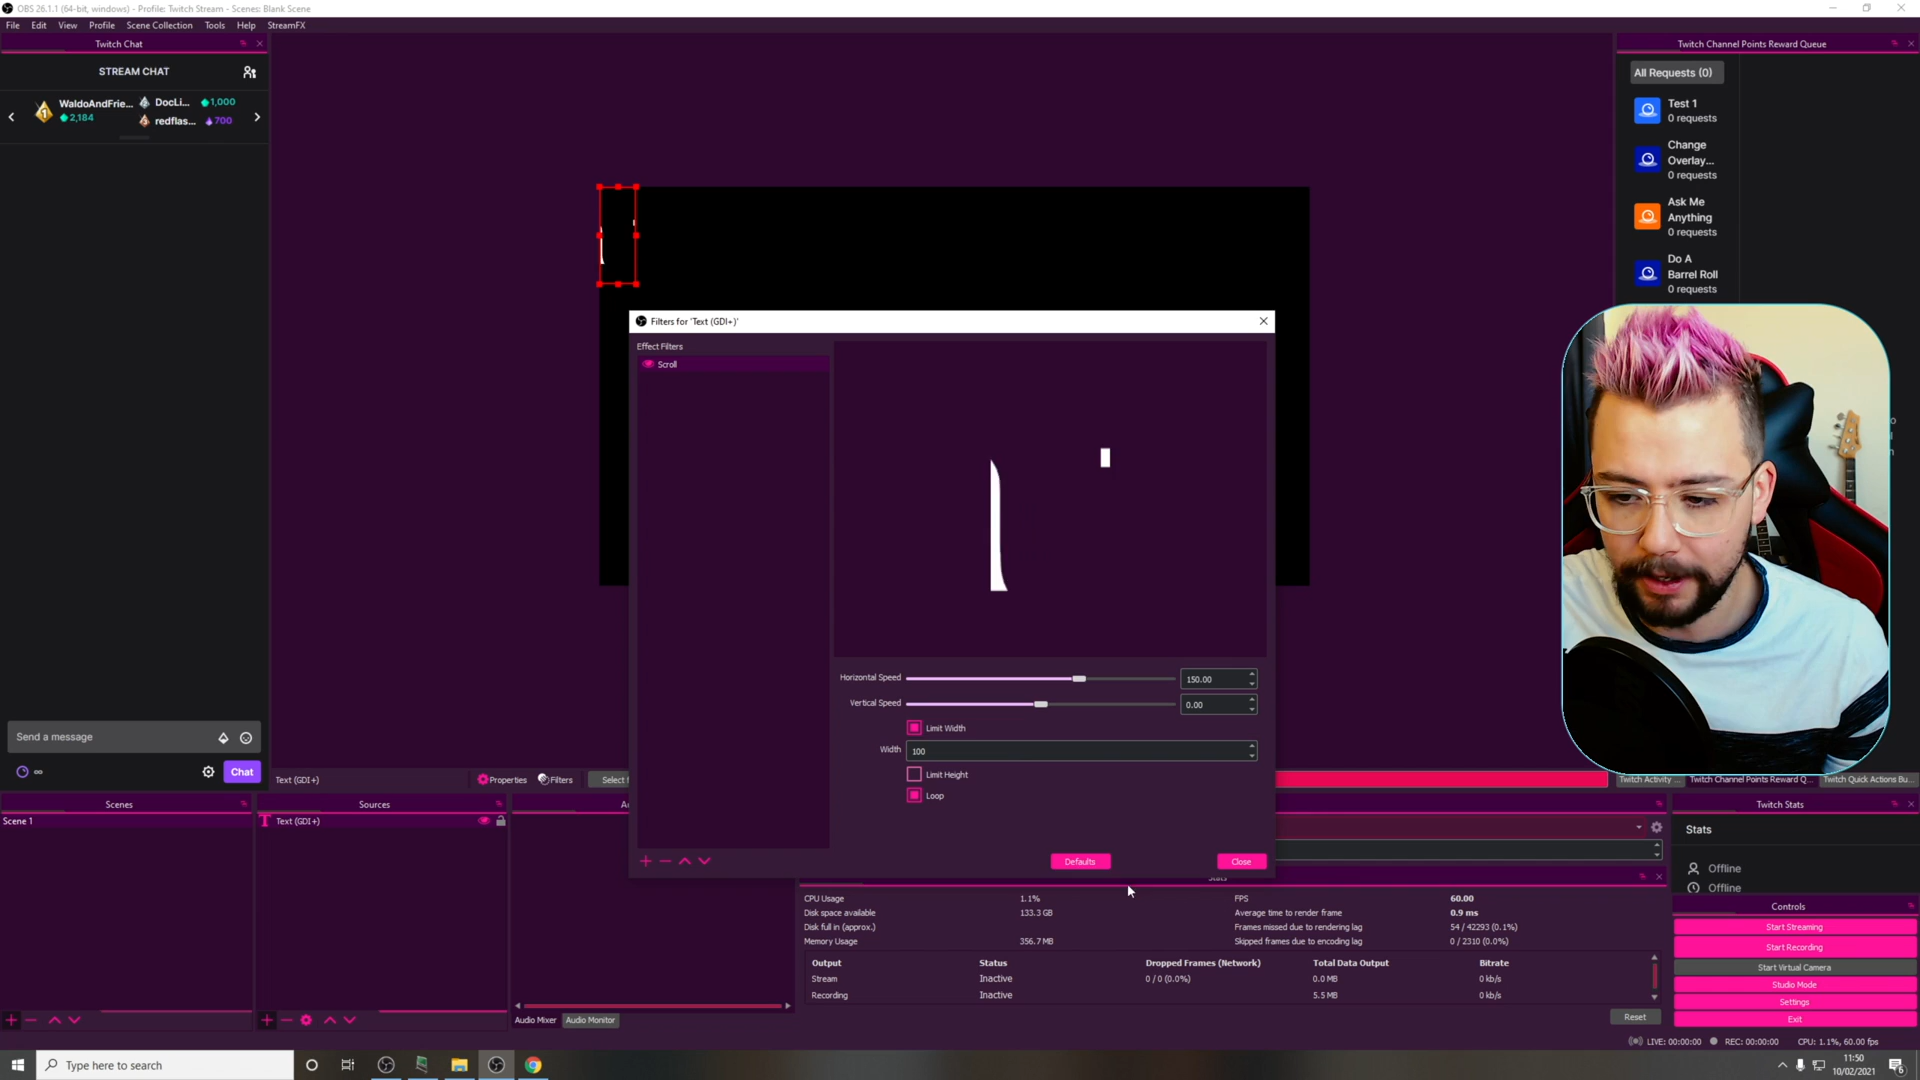 OBS 26.1.1 (64-bit, windows) - Profile: Twitch Stream - Scenes: Blank Scene
File Edit View Profile Scene Collection Tools Help StreamFX
Twitch Chat
STREAM CHAT
1 WaldoAndFrie... 2,184
DocLi... 1,000
redflas... 700
Twitch Channel Points Reward Queue
All Requests (0)
Test 1
0 requests
Change
Overlay...
0 requests
Ask Me
Anything
0 requests
Do A
Barrel Roll
0 requests
Filters for 'Text (GDI+)'
Effect Filters
Scroll
Horizontal Speed 150.00
Vertical Speed 0.00
Limit Width
Width 100
Limit Height
Loop
Defaults Close
Send a message
Chat
Text (GDI+) Properties Filters Select
Twitch Activity ... Twitch Channel Points Reward Q... Twitch Quick Actions Bu...
Scenes
Scene 1
Sources
Text (GDI+)
Audio Mixer Audio Monitor
Stats
CPU Usage 1.1%
Disk space available 133.3 GB
Disk full in (approx.)
Memory Usage 356.7 MB
FPS 60.00
Average time to render frame 0.9 ms
Frames missed due to rendering lag 54 / 42293 (0.1%)
Skipped frames due to encoding lag 0 / 2310 (0.0%)
Output Status Dropped Frames (Network) Total Data Output Bitrate
Stream Inactive 0 / 0 (0.0%) 0.0 MB 0 kb/s
Recording Inactive 5.5 MB 0 kb/s
Reset
Twitch Stats
Stats
Offline
Offline
Controls
Start Streaming
Start Recording
Start Virtual Camera
Studio Mode
Settings
Exit
LIVE: 00:00:00 REC: 00:00:00 CPU: 1.1%, 60.00 fps
Type here to search
11:50
10/02/2021